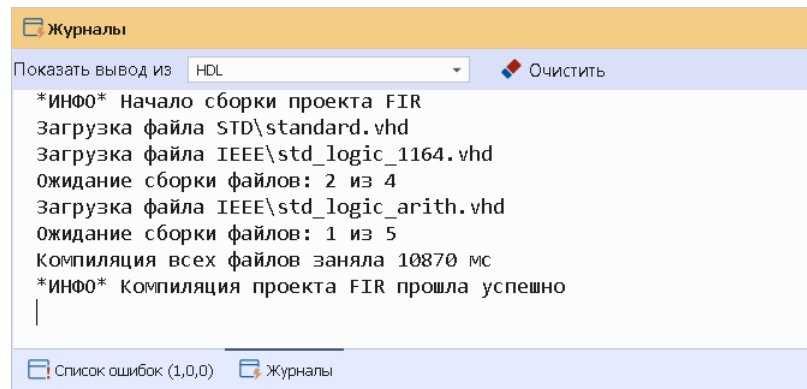 Журналы
Показать вывод из HDL Очистить
*ИНФО* Начало сборки проекта FIR
Загрузка файла STD\standard.vhd
Загрузка файла IEEE\std_logic_1164.vhd
Ожидание сборки файлов: 2 из 4
Загрузка файла IEEE\std_logic_arith.vhd
Ожидание сборки файлов: 1 из 5
Компиляция всех файлов заняла 10870 мс
*ИНФО* Компиляция проекта FIR прошла успешно
Список ошибок (1,0,0) Журналы